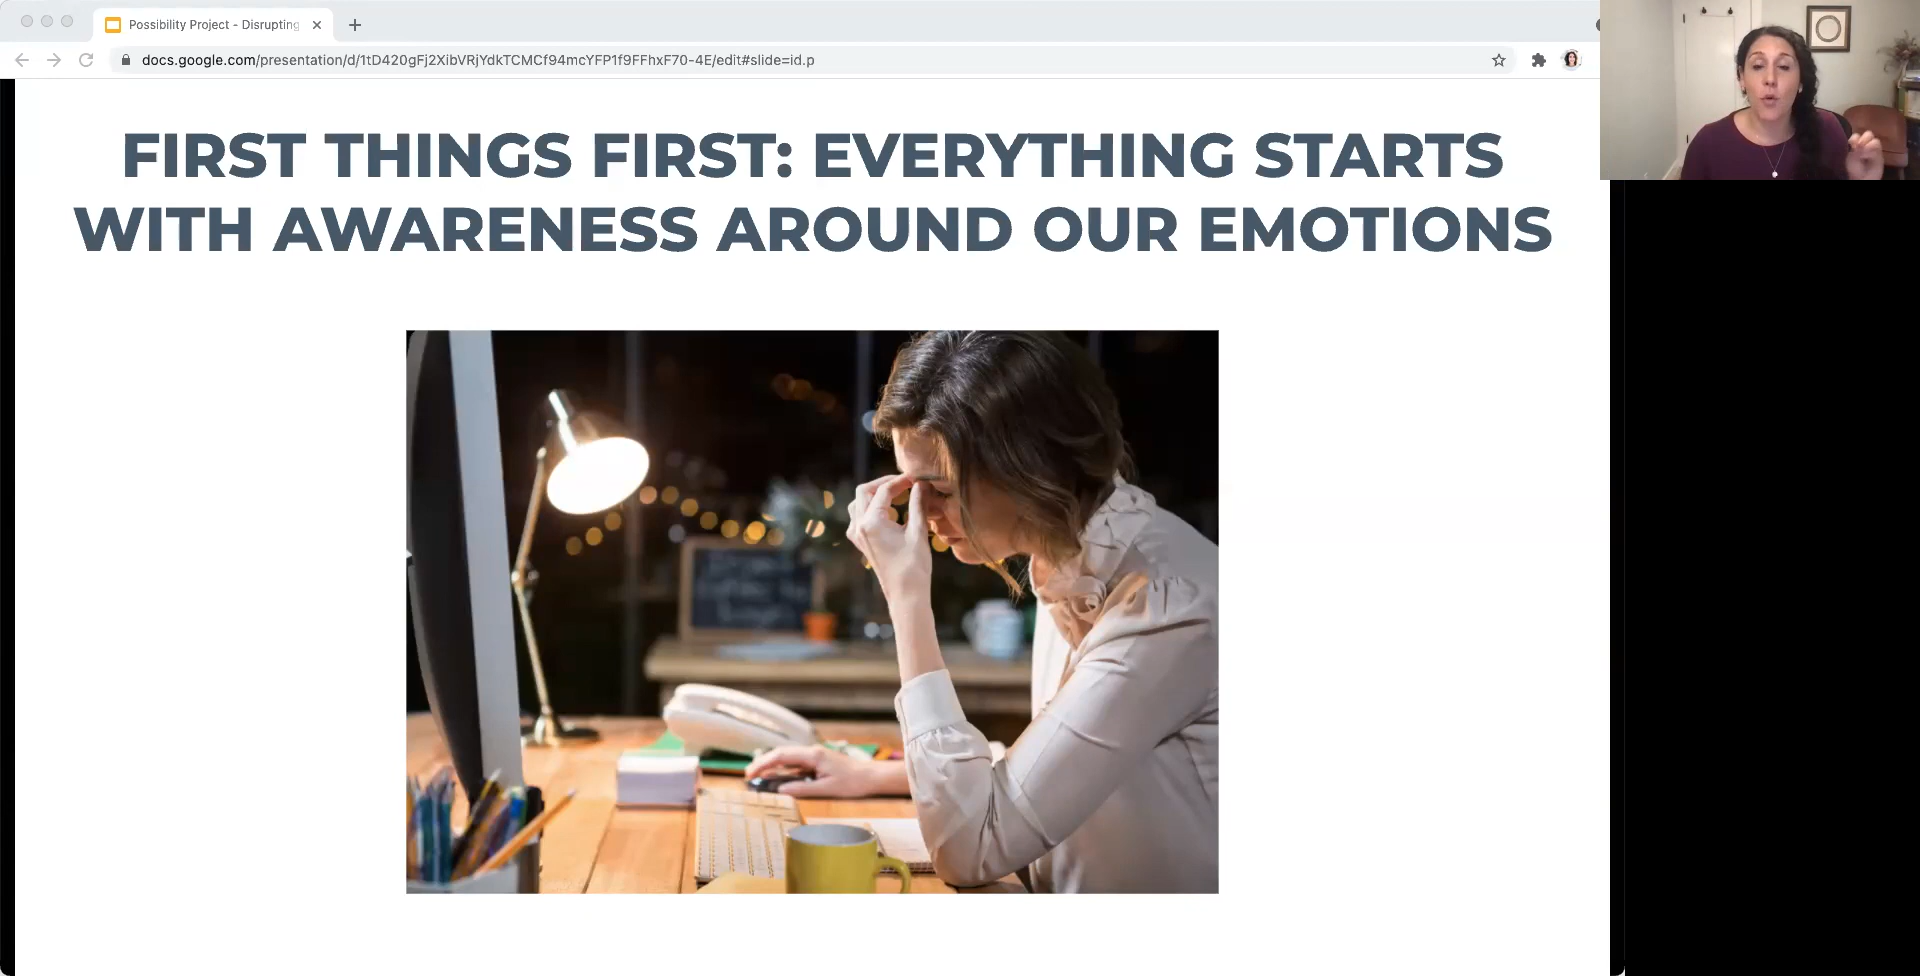 Possibility Project - Disrupting
docs.google.com/presentation/d/1tD420gFj2XibVRjYdkTCMCf94mcYFP1f9FFhxF70-4E/edit#slide=id.p
FIRST THINGS FIRST: EVERYTHING STARTS
WITH AWARENESS AROUND OUR EMOTIONS